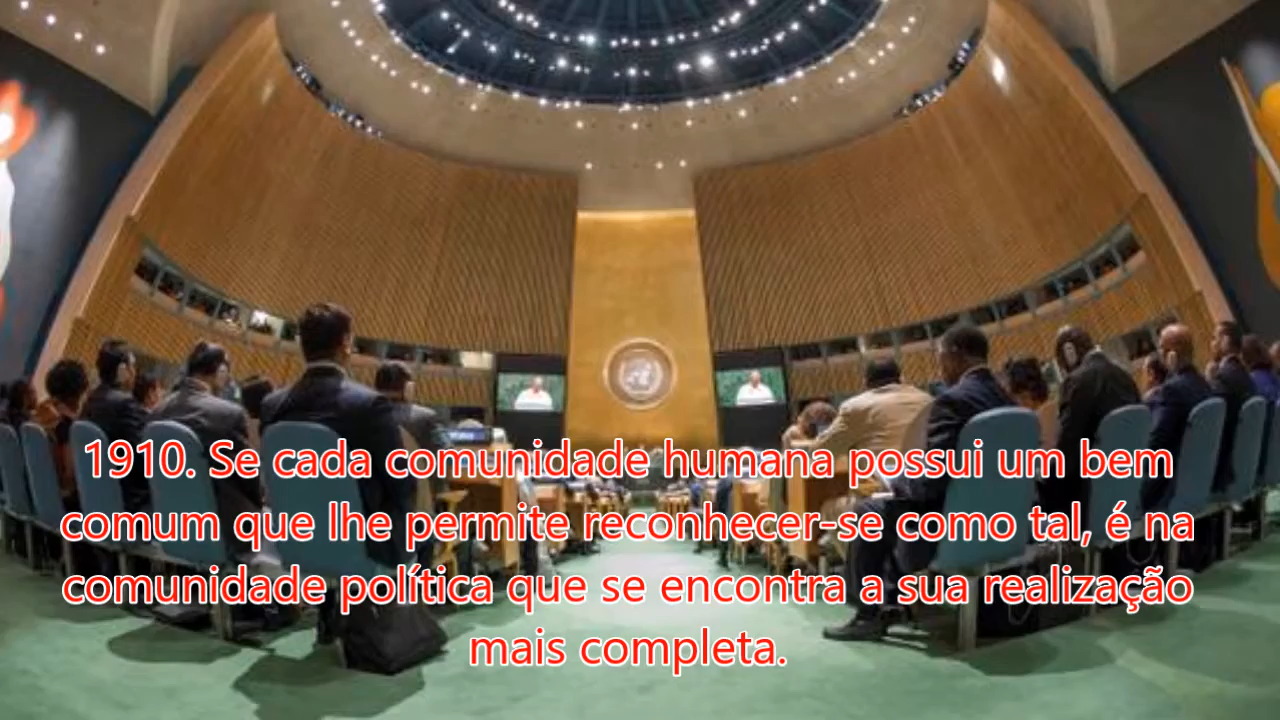 1910. Se cada comunidade humana possui um bem
comum que lhe permite reconhecer-se como tal, é na
comunidade política que se encontra a sua realização
mais completa.